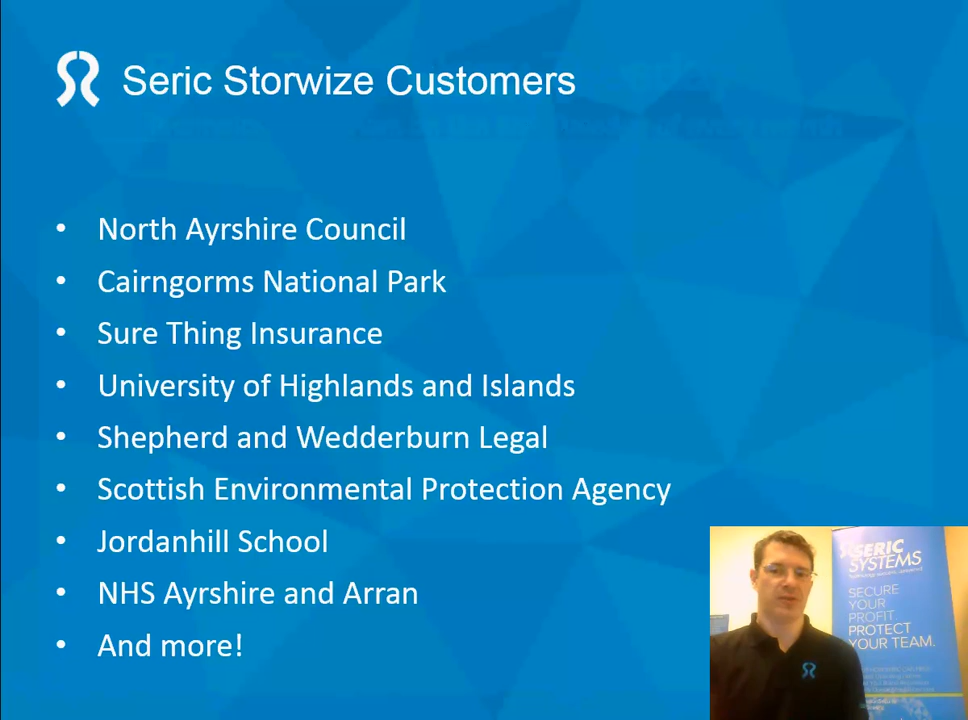 Seric Storwize Customers
• North Ayrshire Council
• Cairngorms National Park
• Sure Thing Insurance
• University of Highlands and Islands
• Shepherd and Wedderburn Legal
• Scottish Environmental Protection Agency
• Jordanhill School
• NHS Ayrshire and Arran
• And more!
SERIC
SYSTEMS
SECURE
YOUR
PROFIT
PROTECT
YOUR TEAM.